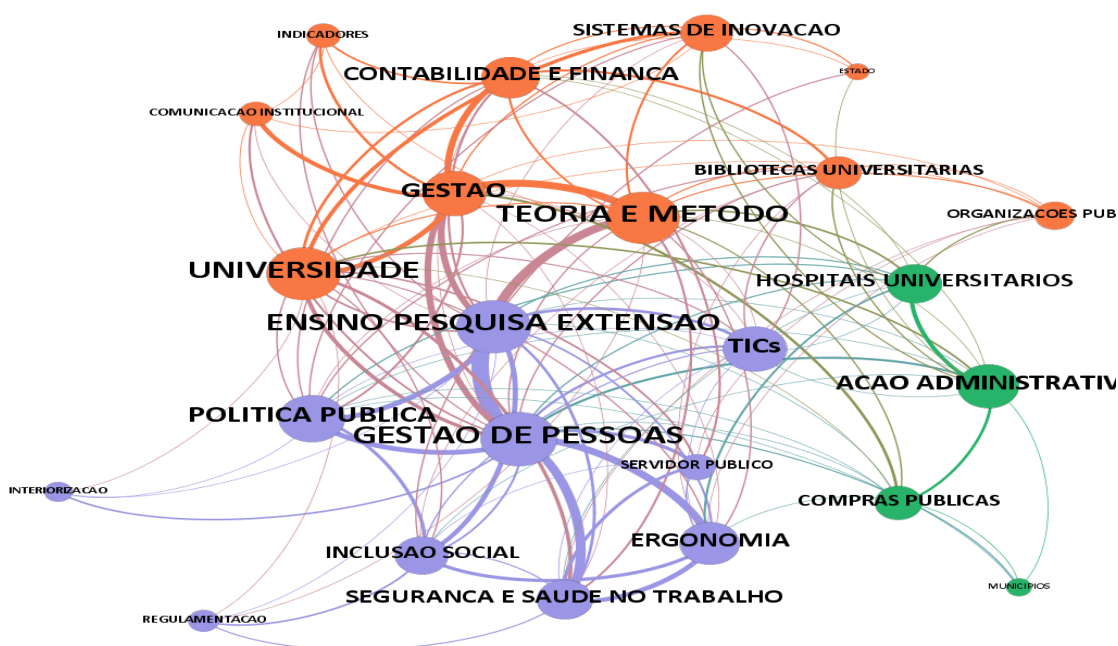 SISTEMAS DE INOVACAO
INDICADORES
ESTADO
CONTABILIDADE E FINANCA
COMUNICACAO INSTITUCIONAL
BIBLIOTECAS UNIVERSITARIAS
GESTAO
TEORIA E METODO
ORGANIZACOES PUB
UNIVERSIDADE
HOSPITAIS UNIVERSITARIOS
ENSINO PESQUISA EXTENSAO
TICs
ACAO ADMINISTRATIV
POLITICA PUBLICA
GESTAO DE PESSOAS
SERVIDOR PUBLICO
INTERIORIZACAO
COMPRAS PUBLICAS
ERGONOMIA
INCLUSAO SOCIAL
MUNICIPIOS
SEGURANCA E SAUDE NO TRABALHO
REGULAMENTACAO